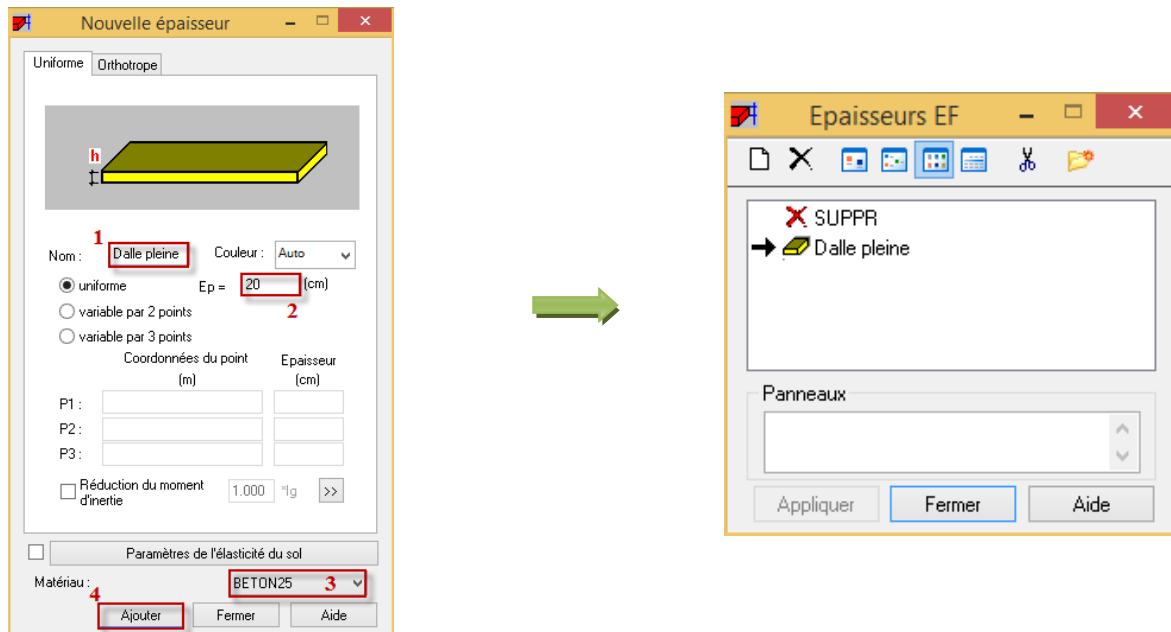 Nouvelle épaisseur
Uniforme Orthotrope
h
1
Nom : Dalle pleine Couleur : Auto
uniforme Ep = 20 (cm)
2
variable par 2 points
variable par 3 points
Coordonnées du point Epaisseur
(m) (cm)
P1 :
P2 :
P3 :
Réduction du moment
d'inertie 1.000 *Ig >>
Paramètres de l'élasticité du sol
Matériau : BETON25 3
4
Ajouter Fermer Aide
Epaisseurs EF
SUPPR
Dalle pleine
Panneaux
Appliquer Fermer Aide